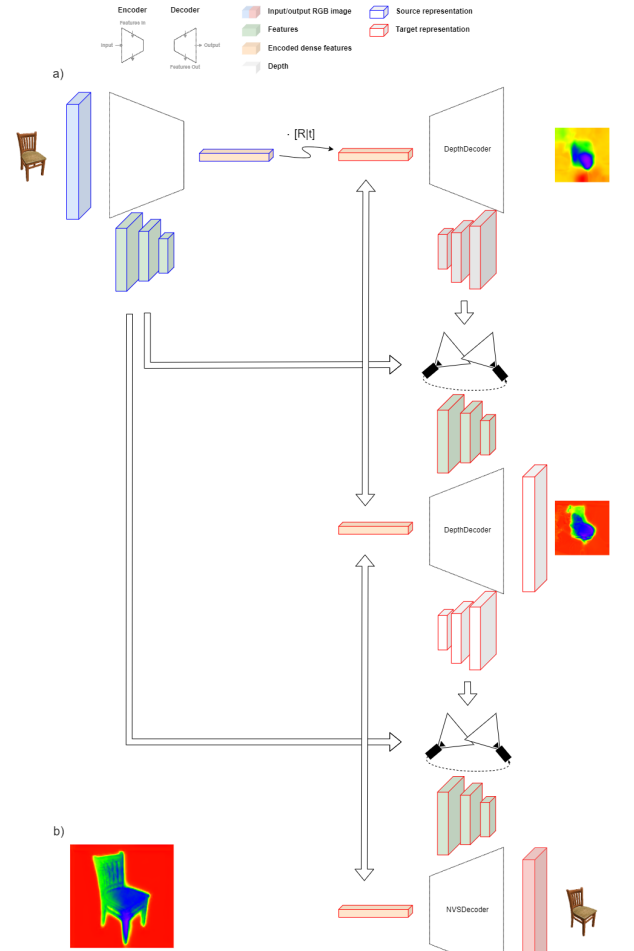 Encoder
Decoder
Features In
Input
Output
Features Out
Input/output RGB image
Features
Encoded dense features
Depth
Source representation
Target representation
a)
· [R|t]
DepthDecoder
DepthDecoder
b)
NVSDecoder